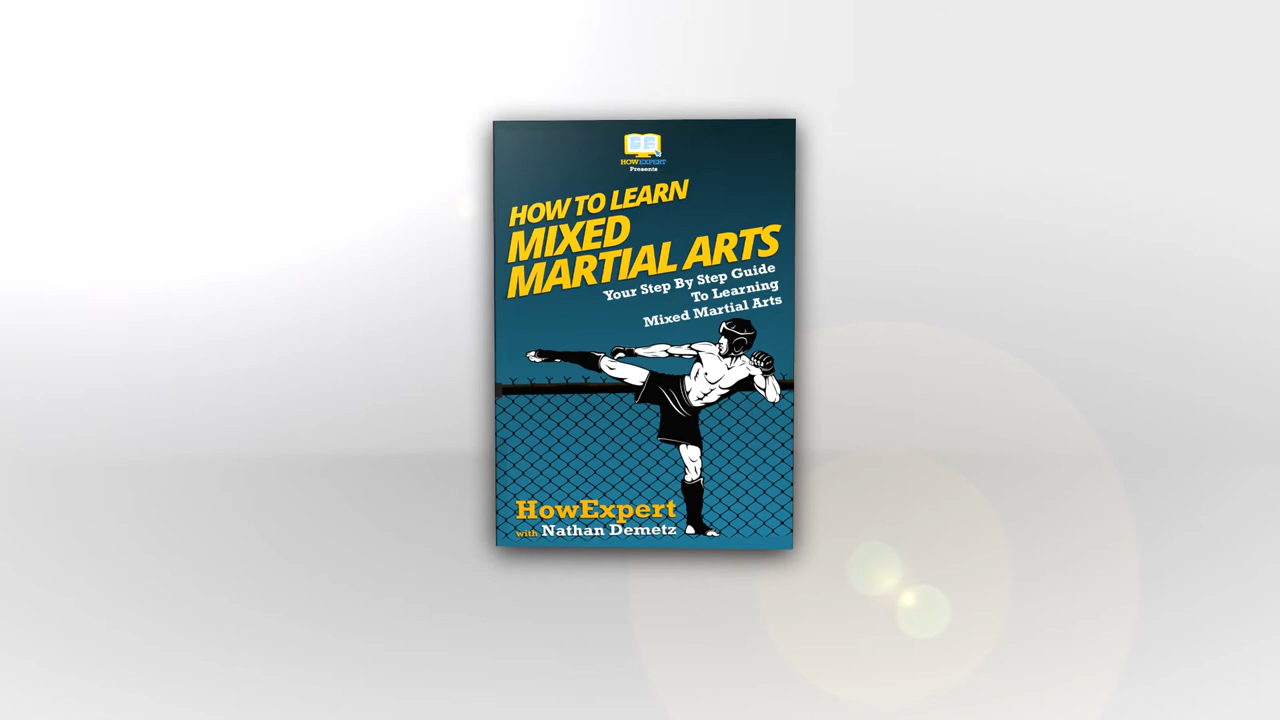 HOWEXPERT
Presents
HOW TO LEARN
MIXED
MARTIAL ARTS
Your Step By Step Guide
To Learning
Mixed Martial Arts
HowExpert
with Nathan Demetz